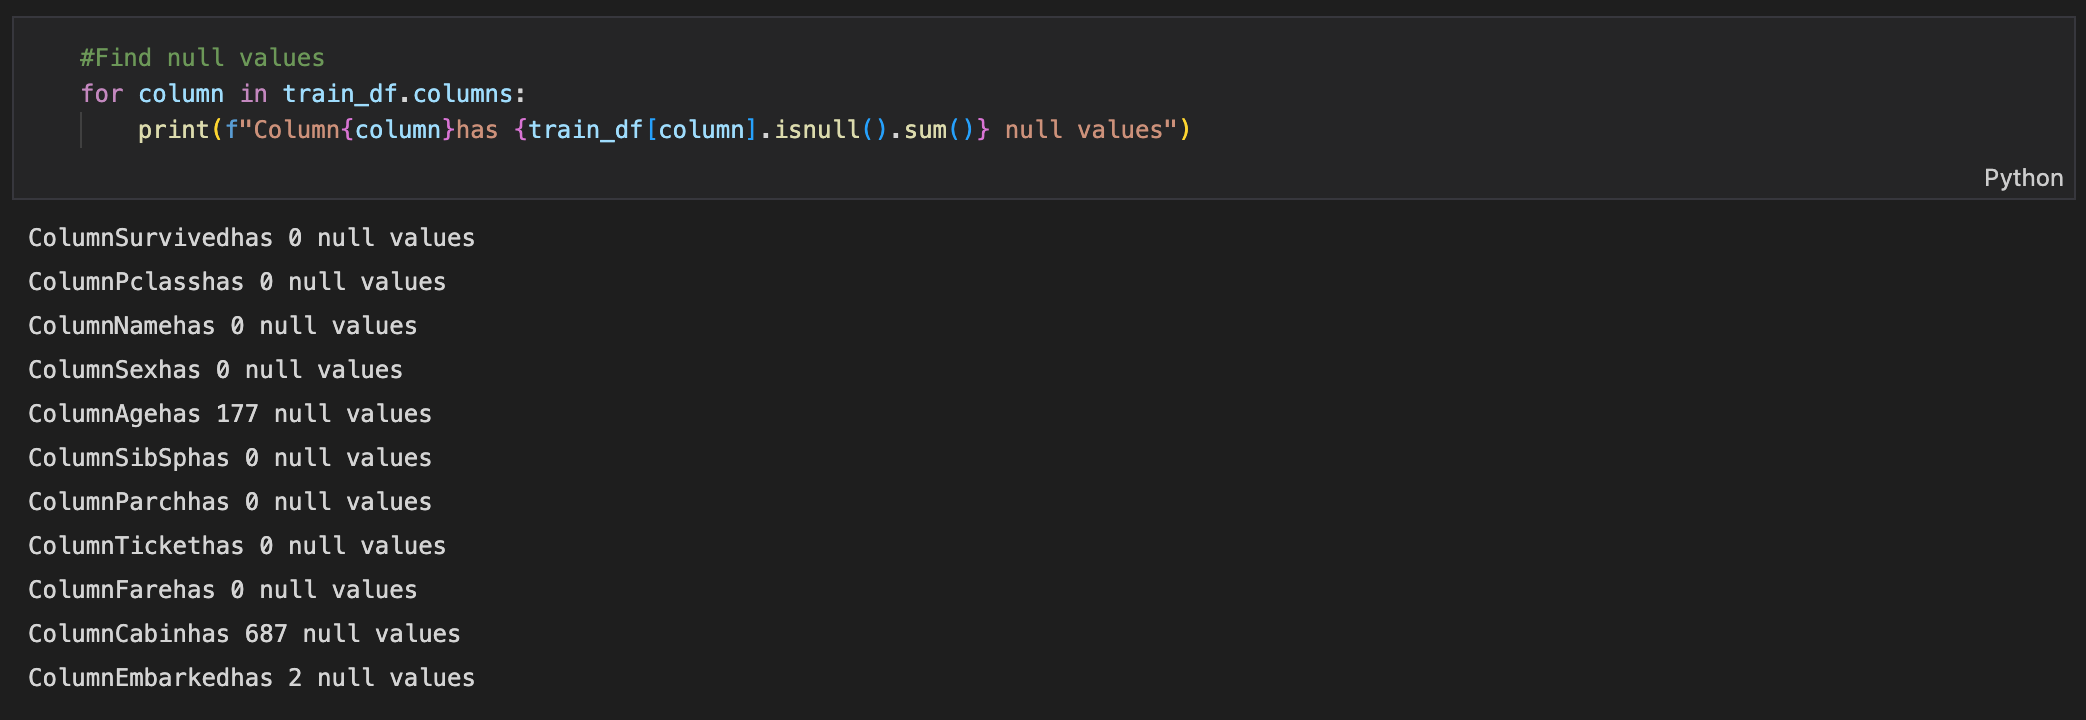 #Find null values
for column in train_df.columns:
    print(f"Column{column}has {train_df[column].isnull().sum()} null values")
Python
ColumnSurvivedhas 0 null values
ColumnPclasshas 0 null values
ColumnNamehas 0 null values
ColumnSexhas 0 null values
ColumnAgehas 177 null values
ColumnSibSphas 0 null values
ColumnParchhas 0 null values
ColumnTickethas 0 null values
ColumnFarehas 0 null values
ColumnCabinhas 687 null values
ColumnEmbarkedhas 2 null values